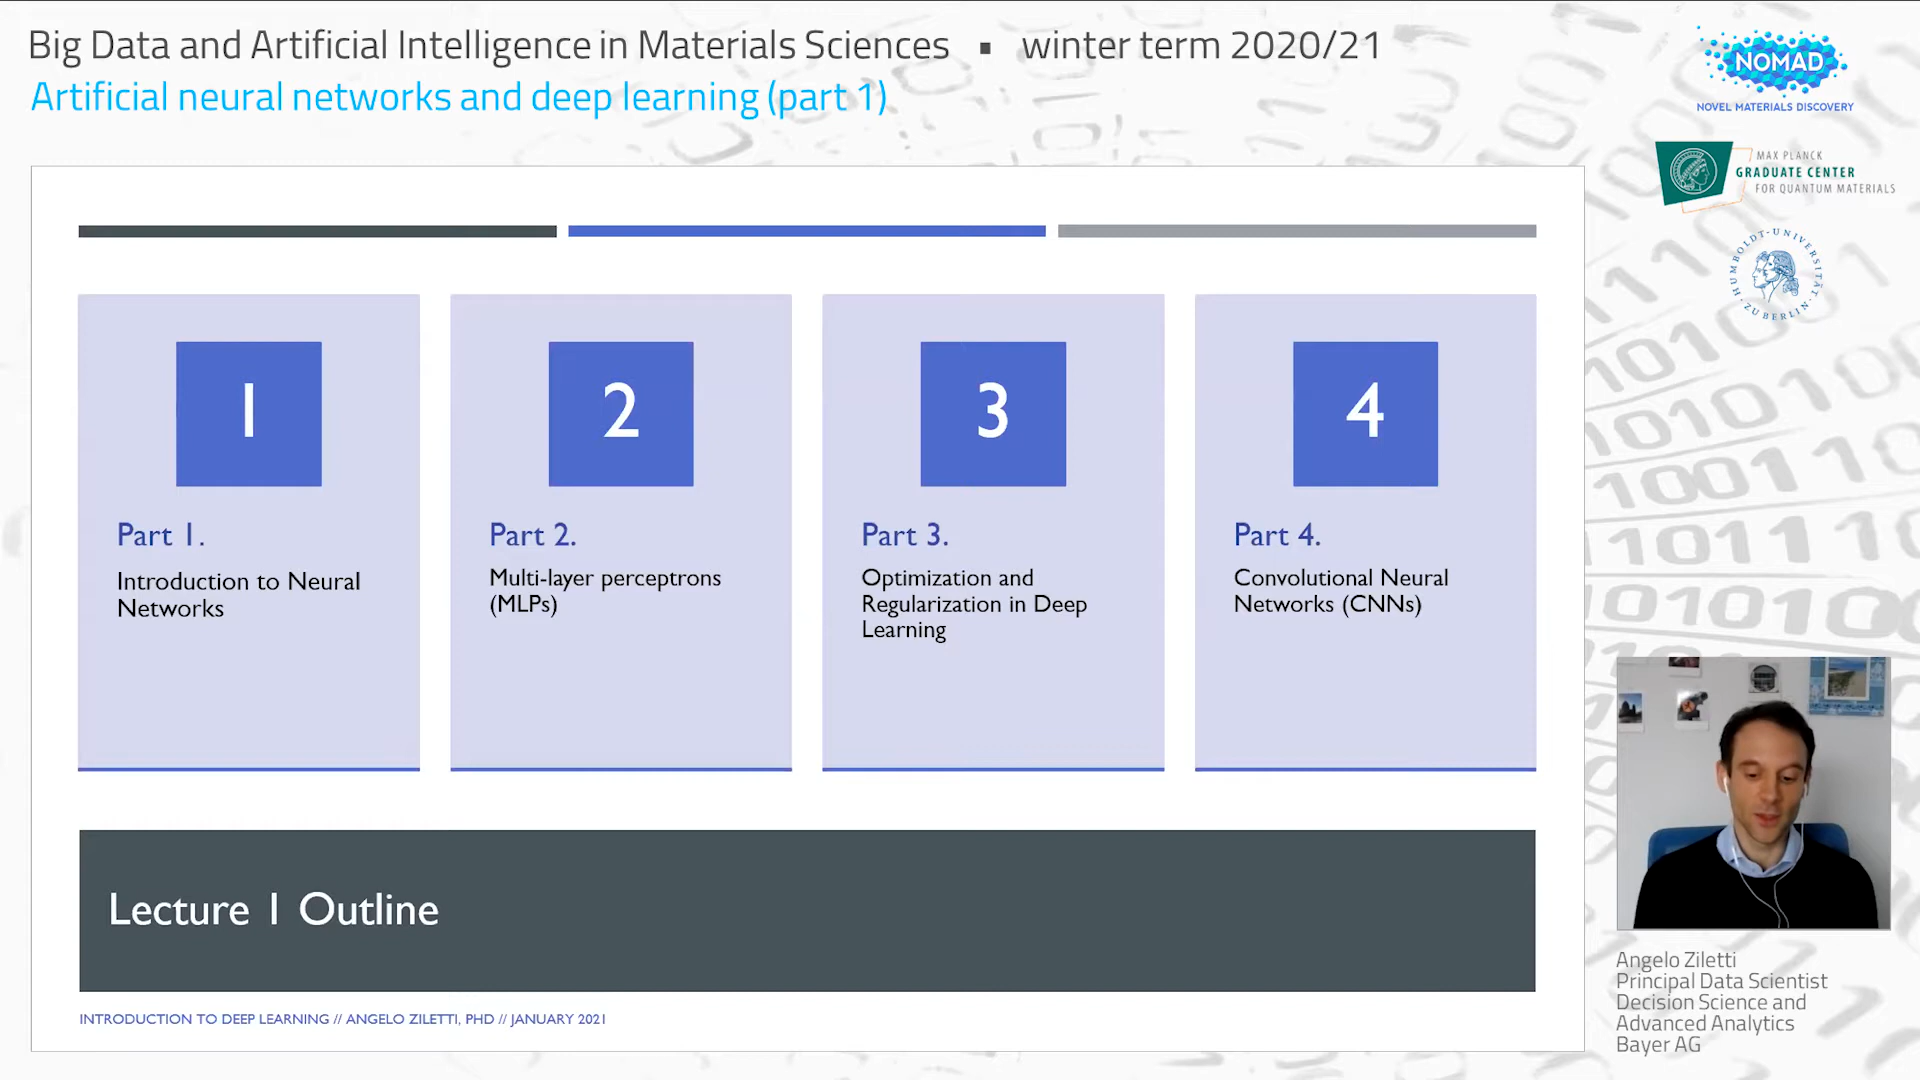 Big Data and Artificial Intelligence in Materials Sciences ▪ winter term 2020/21
Artificial neural networks and deep learning (part 1)
NOMAD
NOVEL MATERIALS DISCOVERY
MAX PLANCK
GRADUATE CENTER
FOR QUANTUM MATERIALS
HUMBOLDT-UNIVERSITÄT
ZU BERLIN
1
Part 1.
Introduction to Neural
Networks
2
Part 2.
Multi-layer perceptrons
(MLPs)
3
Part 3.
Optimization and
Regularization in Deep
Learning
4
Part 4.
Convolutional Neural
Networks (CNNs)
Lecture 1 Outline
INTRODUCTION TO DEEP LEARNING // ANGELO ZILETTI, PHD // JANUARY 2021
Angelo Ziletti
Principal Data Scientist
Decision Science and
Advanced Analytics
Bayer AG